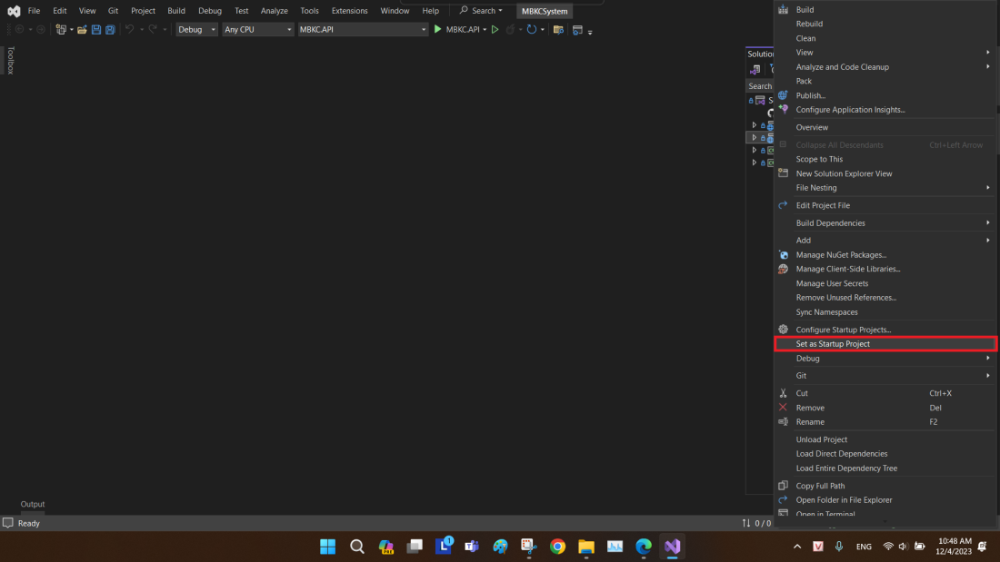 File Edit View Git Project Build Debug Test Analyze Tools Extensions Window Help Search MBKCSystem
Debug Any CPU MBKC.API MBKC.API
Toolbox
Solution
Search
Build
Rebuild
Clean
View
Analyze and Code Cleanup
Pack
Publish...
Configure Application Insights...
Overview
Collapse All Descendants Ctrl+Left Arrow
Scope to This
New Solution Explorer View
File Nesting
Edit Project File
Build Dependencies
Add
Manage NuGet Packages...
Manage Client-Side Libraries...
Manage User Secrets
Remove Unused References...
Sync Namespaces
Configure Startup Projects...
Set as Startup Project
Debug
Git
Cut Ctrl+X
Remove Del
Rename F2
Unload Project
Load Direct Dependencies
Load Entire Dependency Tree
Copy Full Path
Open Folder in File Explorer
Open in Terminal
Output
Ready 0 / 0
ENG 10:48 AM
12/4/2023